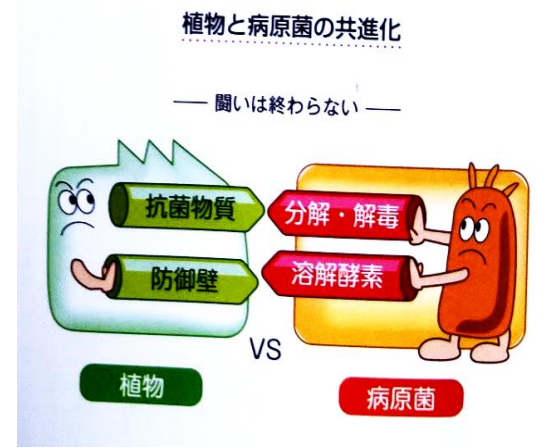 植物と病原菌の共進化
── 闘いは終わらない ──
抗菌物質
分解・解毒
防御壁
溶解酵素
VS
植物
病原菌